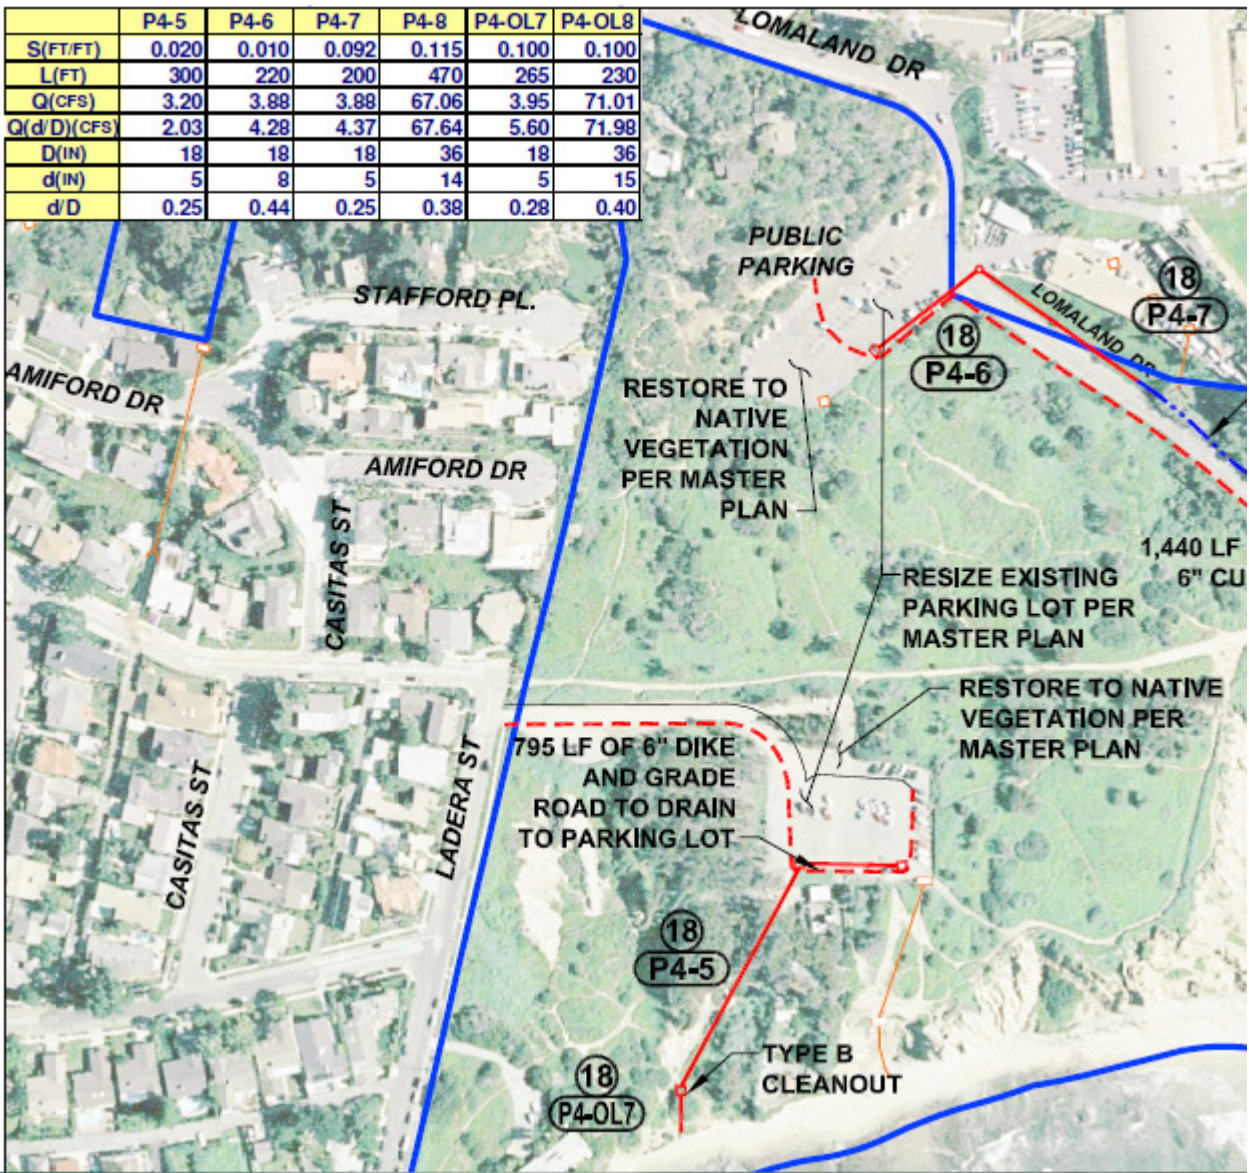 P4-5 P4-6 P4-7 P4-8 P4-OL7 P4-OL8
S(FT/FT) 0.020 0.010 0.092 0.115 0.100 0.100
L(FT) 300 220 200 470 265 230
Q(CFS) 3.20 3.88 3.88 67.06 3.95 71.01
Q(d/D)(CFS) 2.03 4.28 4.37 67.64 5.60 71.98
D(IN) 18 18 18 36 18 36
d(IN) 5 8 5 14 5 15
d/D 0.25 0.44 0.25 0.38 0.28 0.40
LOMALAND DR
PUBLIC
PARKING
18
P4-7
LOMALAND DR
STAFFORD PL.
18
P4-6
AMIFORD DR
RESTORE TO
NATIVE
VEGETATION
PER MASTER
PLAN
AMIFORD DR
CASITAS ST
1,440 LF
6" CU
RESIZE EXISTING
PARKING LOT PER
MASTER PLAN
RESTORE TO NATIVE
VEGETATION PER
MASTER PLAN
795 LF OF 6" DIKE
AND GRADE
ROAD TO DRAIN
TO PARKING LOT
LADERA ST
CASITAS ST
18
P4-5
TYPE B
CLEANOUT
18
P4-OL7